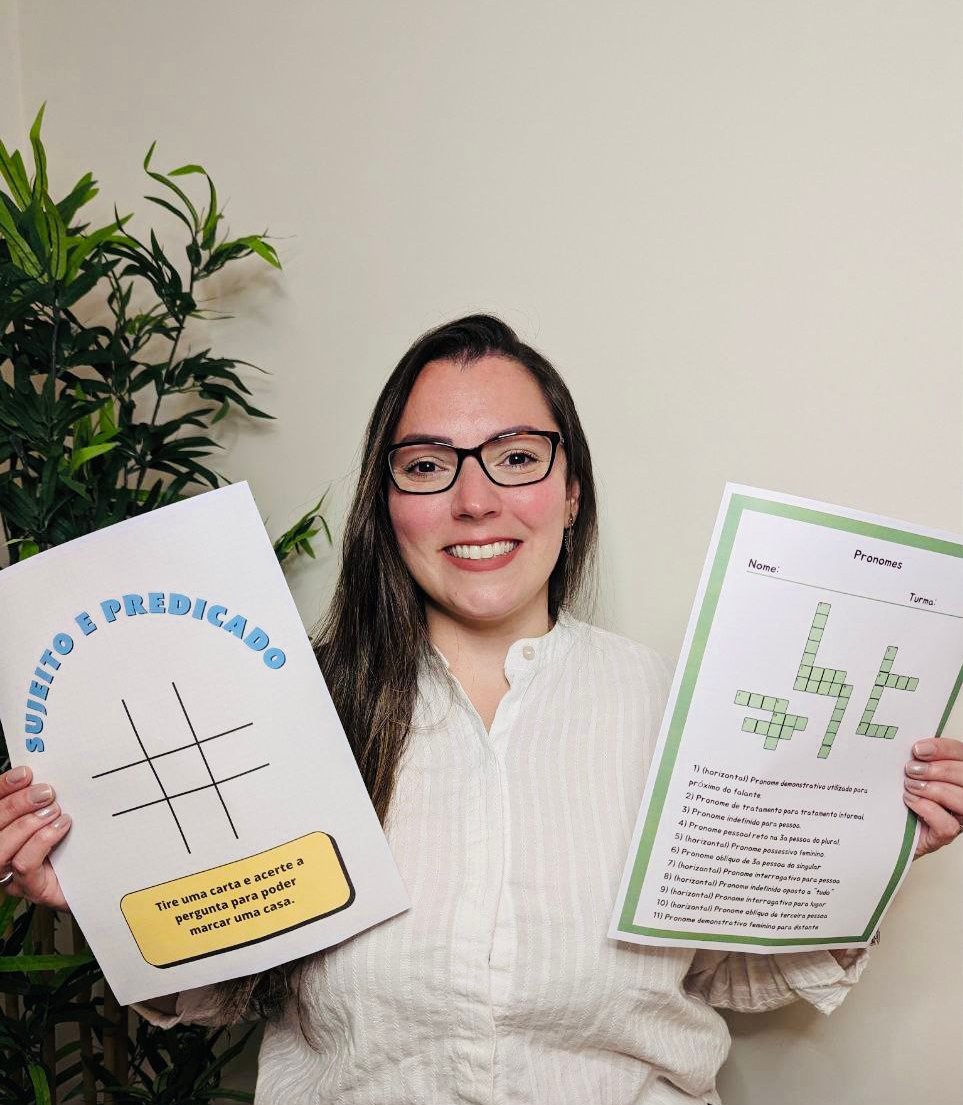 SUJEITO E PREDICADO
Tire uma carta e acerte a
pergunta para poder
marcar uma casa.
Pronomes
Nome:
Turma:
1) (horizontal) Pronome demonstrativo utilizado para
próximo do falante.
2) Pronome de tratamento para tratamento informal.
3) Pronome indefinido para pessoa.
4) Pronome pessoal reto na 3a pessoa do plural.
5) (horizontal) Pronome possessivo feminino.
6) Pronome oblíquo de 3a pessoa do singular
7) (horizontal) Pronome interrogativo para pessoa
8) (horizontal) Pronome indefinido oposto a "tudo"
9) (horizontal) Pronome interrogativo para lugar
10) (horizontal) Pronome oblíquo de terceira pessoa
11) Pronome demonstrativo feminino para distante